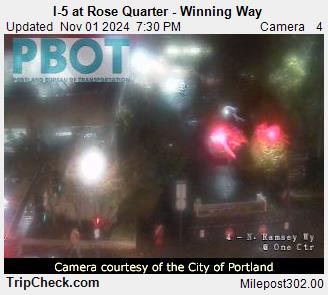 I-5 at Rose Quarter - Winning Way
Updated Nov 01 2024 7:30 PM Camera 4
PBOT
PORTLAND BUREAU OF TRANSPORTATION
4 - N. Ramsey Wy
@ One Ctr
Camera courtesy of the City of Portland
TripCheck.com Milepost302.00